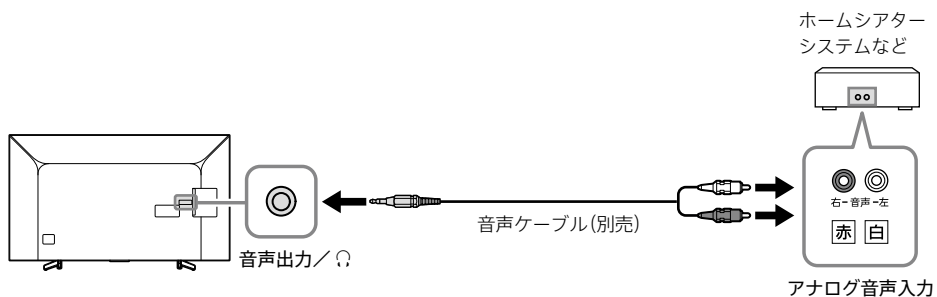 ホームシアター
システムなど
右ー音声ー左
音声ケーブル(別売)
赤 白
音声出力／
アナログ音声入力